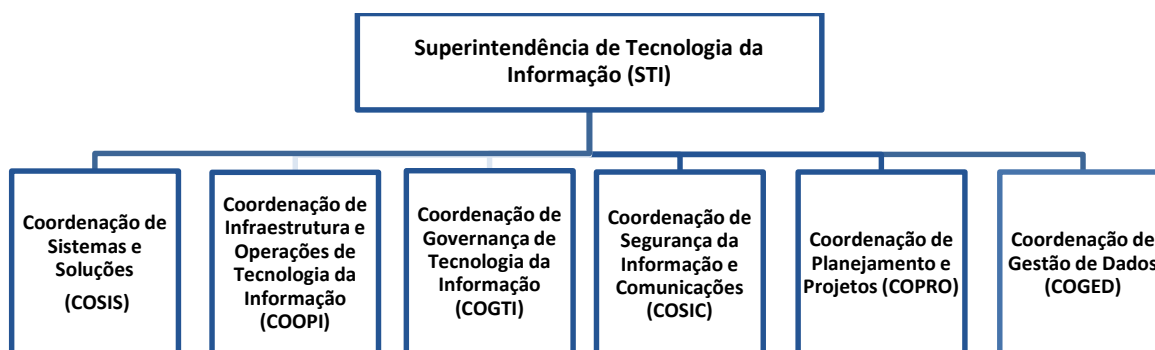 Superintendência de Tecnologia da
Informação (STI)
Coordenação de
Sistemas e
Soluções
(COSIS)
Coordenação de
Infraestrutura e
Operações de
Tecnologia da
Informação
(COOPI)
Coordenação de
Governança de
Tecnologia da
Informação
(COGTI)
Coordenação de
Segurança da
Informação e
Comunicações
(COSIC)
Coordenação de
Planejamento e
Projetos (COPRO)
Coordenação de
Gestão de Dados
(COGED)